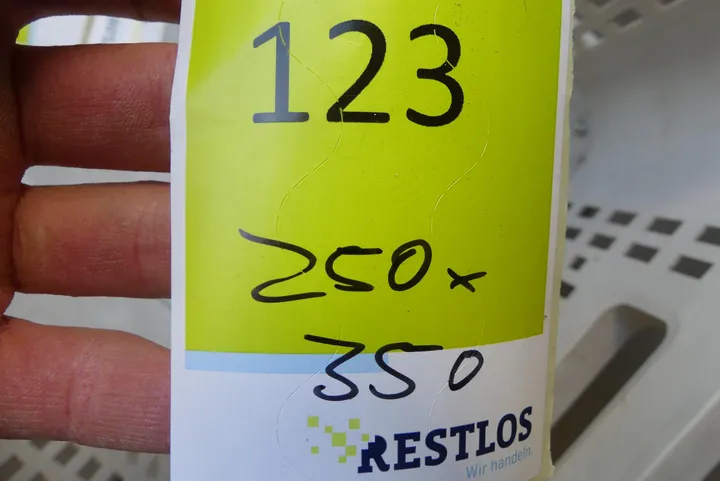 123
250x
350
RESTLOS
Wir handeln.